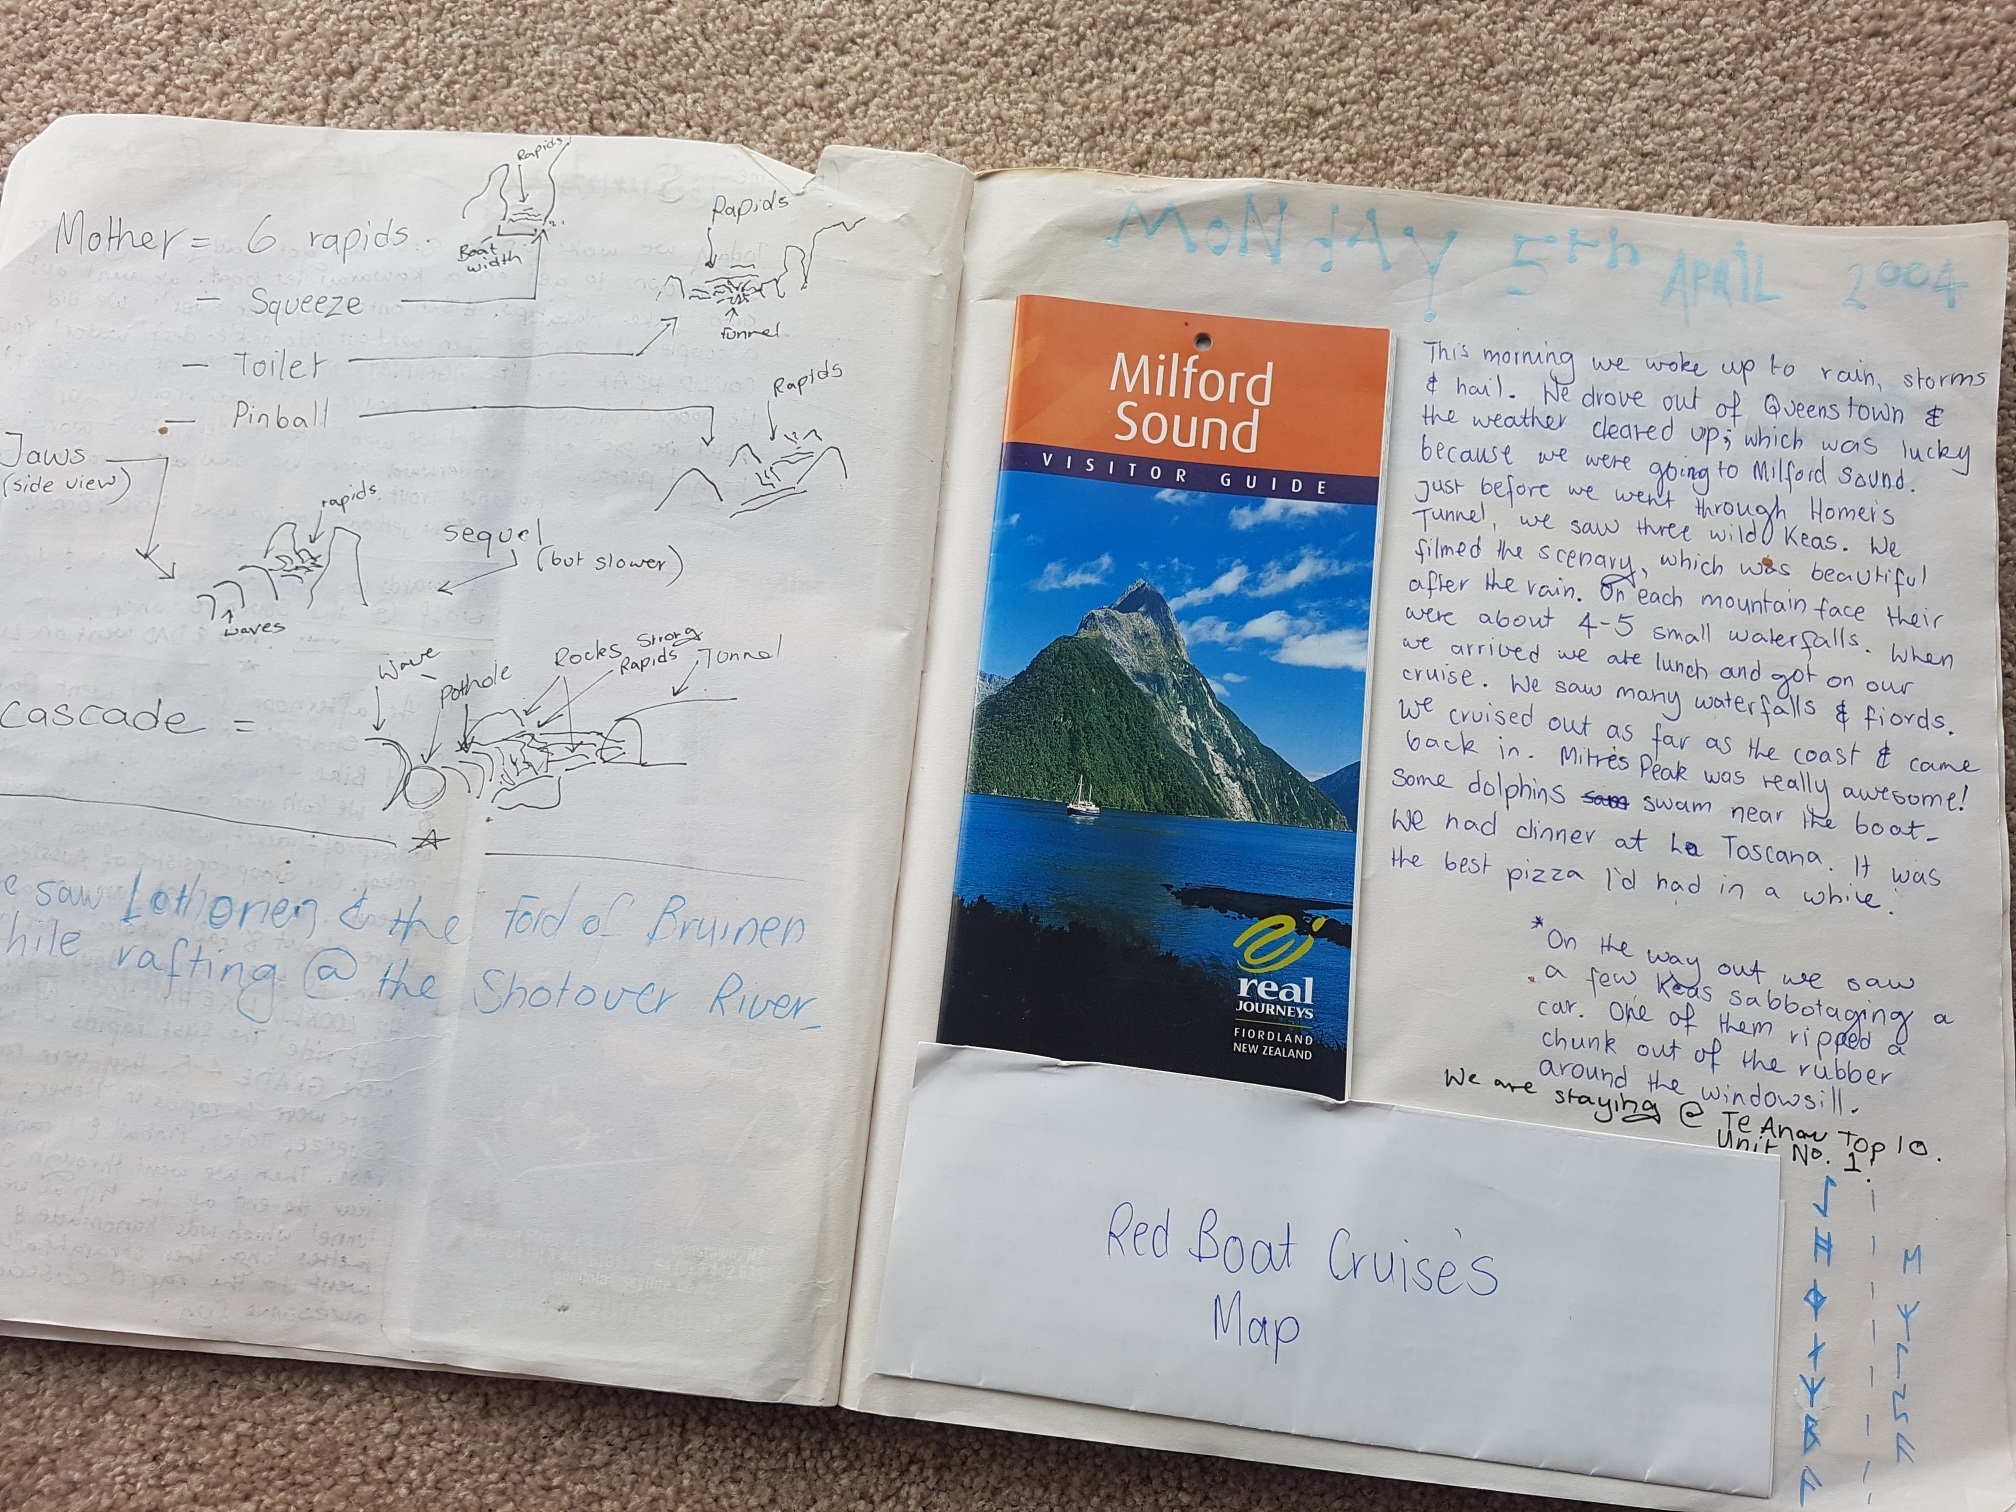 Rapids
Mother = 6 rapids.
Boat
width
Rapids
- Squeeze
funnel
- Toilet
Rapids
- Pinball
Jaws
(side view)
rapids
sequel
(but slower)
waves
Wave
Pothole
Rocks
Strong
Rapids
Tunnel
cascade =
e saw Lothorien & the Ford of Bruinen
hile rafting @ the Shotover River
MoNdAY 5th APRIL 2004
Milford
Sound
VISITOR GUIDE
real
JOURNEYS
FIORDLAND
NEW ZEALAND
This morning we woke up to rain, storms
& hail. We drove out of Queenstown &
the weather cleared up; which was lucky
because we were going to Milford Sound.
Just before we went through Homer's
Tunnel, we saw three wild Keas. We
filmed the scenary, which was beautiful
after the rain. On each mountain face their
were about 4-5 small waterfalls. When
we arrived we ate lunch and got on our
cruise. We saw many waterfalls & fiords.
We cruised out as far as the coast & came
back in. Mitre's Peak was really awesome!
Some dolphins sam swam near the boat-
We had dinner at La Toscana. It was
the best pizza I'd had in a while.
*On the way out we saw
a few Keas sabbotaging a
car. One of them ripped a
chunk out of the rubber
around the windowsill.
We are staying @ Te Anau Top 10.
Unit No. 1.
Red Boat Cruise's
Map